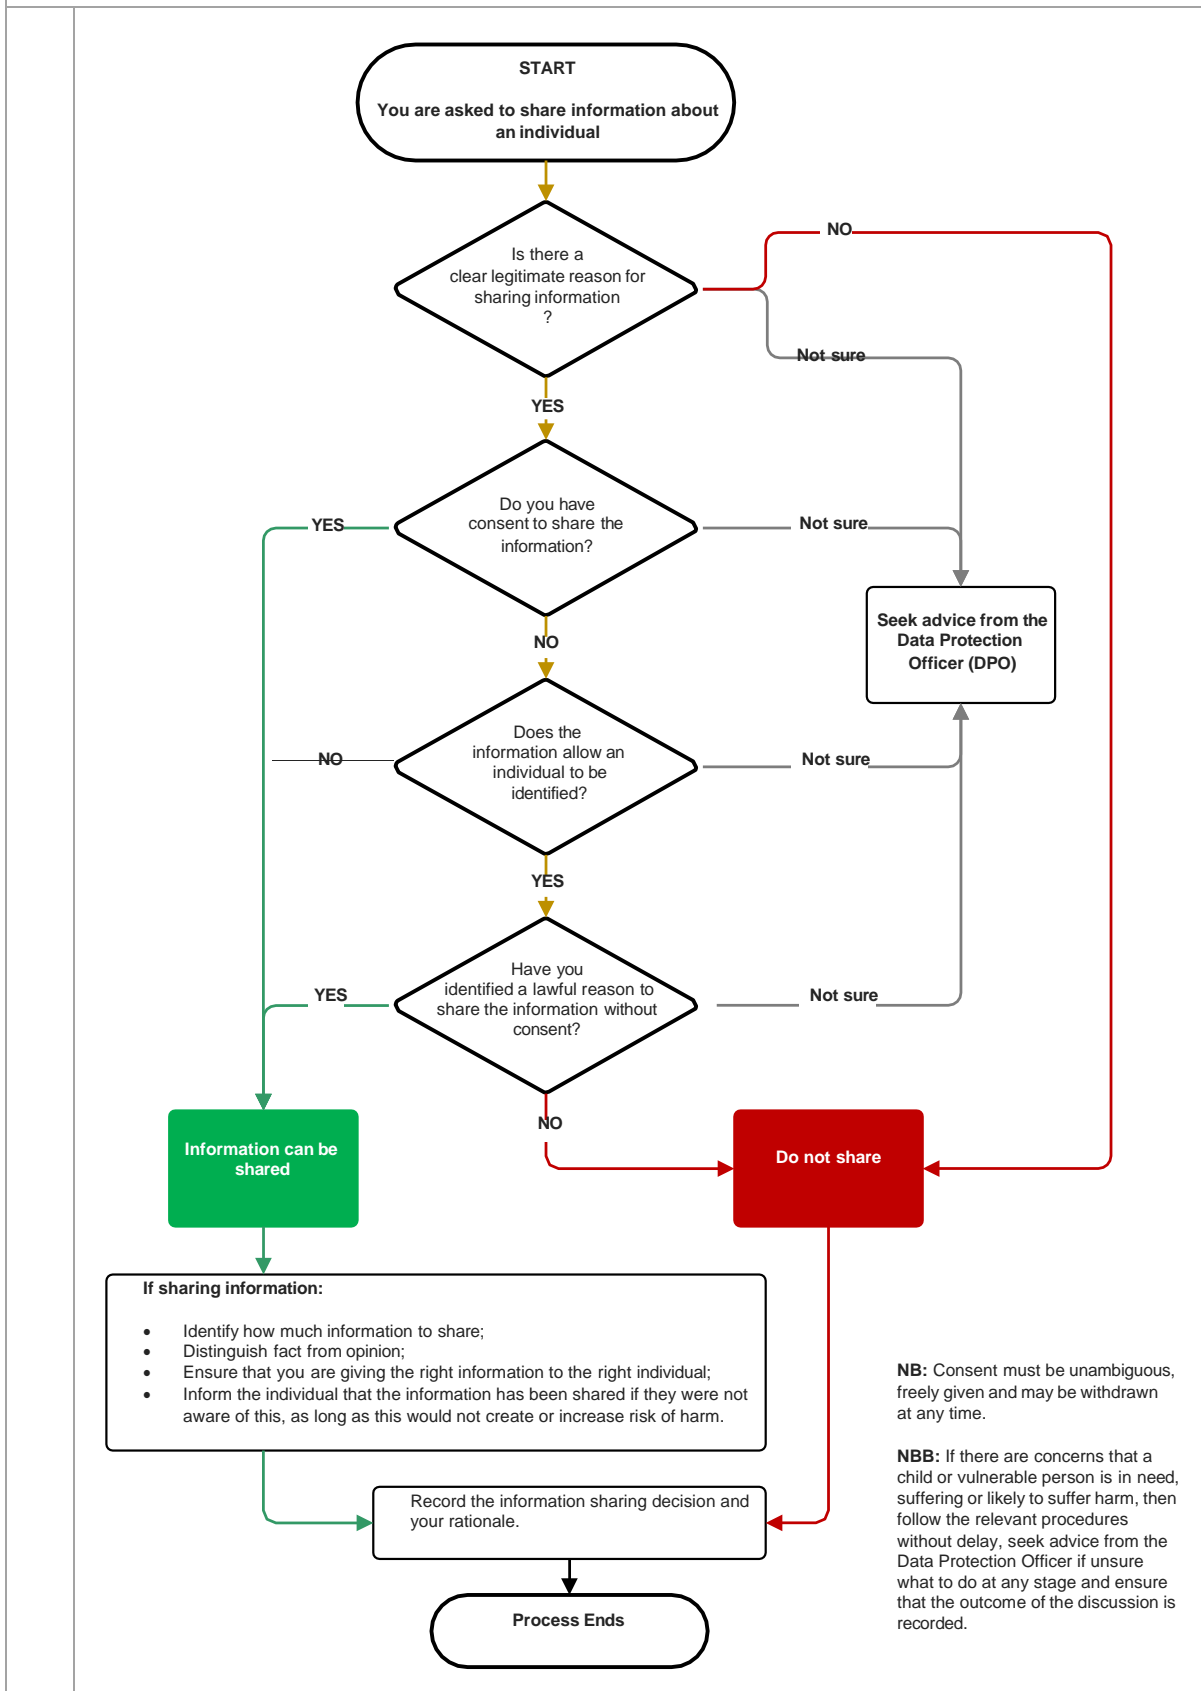 START
You are asked to share information about
an individual
NO
Is there a
clear legitimate reason for
sharing information
?
Not sure
YES
Do you have
consent to share the
information?
YES
Not sure
NO
Seek advice from the
Data Protection
Officer (DPO)
Does the
information allow an
individual to be
identified?
NO
Not sure
YES
Have you
identified a lawful reason to
share the information without
consent?
YES
Not sure
NO
Information can be
shared
Do not share
If sharing information:
• Identify how much information to share;
• Distinguish fact from opinion;
• Ensure that you are giving the right information to the right individual;
• Inform the individual that the information has been shared if they were not
aware of this, as long as this would not create or increase risk of harm.
NB: Consent must be unambiguous,
freely given and may be withdrawn
at any time.
NBB: If there are concerns that a
child or vulnerable person is in need,
suffering or likely to suffer harm, then
follow the relevant procedures
without delay, seek advice from the
Data Protection Officer if unsure
what to do at any stage and ensure
that the outcome of the discussion is
recorded.
Record the information sharing decision and
your rationale.
Process Ends